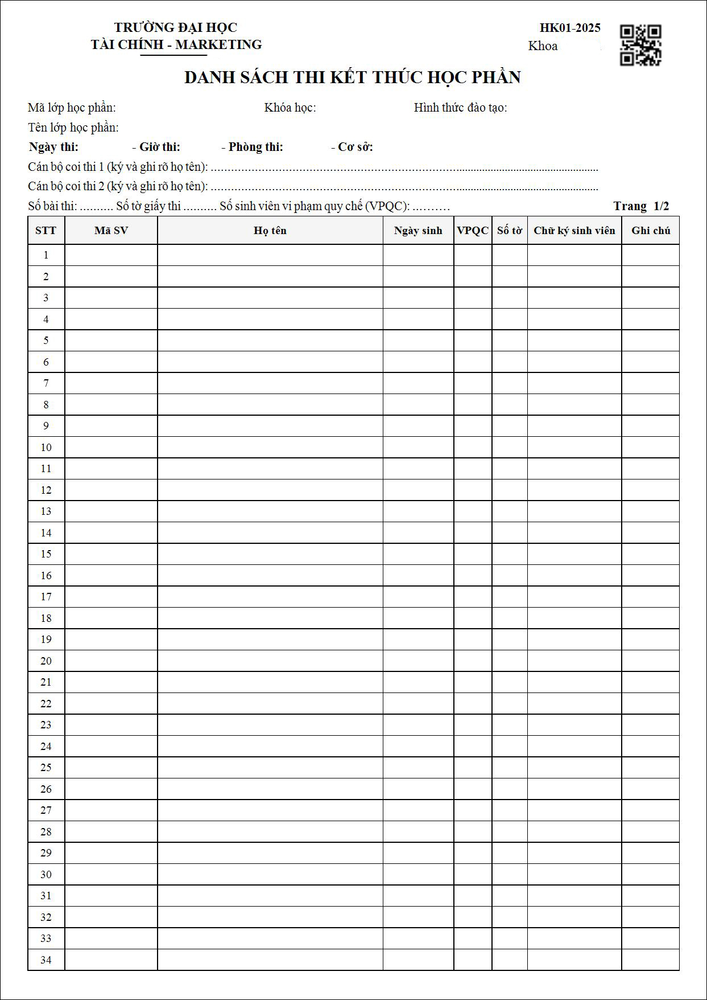 TRƯỜNG ĐẠI HỌC
TÀI CHÍNH - MARKETING
HK01-2025
Khoa
DANH SÁCH THI KẾT THÚC HỌC PHẦN
Mã lớp học phần: Khóa học: Hình thức đào tạo:
Tên lớp học phần:
Ngày thi: - Giờ thi: - Phòng thi: - Cơ sở:
Cán bộ coi thi 1 (ký và ghi rõ họ tên): ........................................................................................................................
Cán bộ coi thi 2 (ký và ghi rõ họ tên): ........................................................................................................................
Số bài thi: .......... Số tờ giấy thi .......... Số sinh viên vi phạm quy chế (VPQC): ...........
Trang 1/2
STT Mã SV Họ tên Ngày sinh VPQC Số tờ Chữ ký sinh viên Ghi chú
1
2
3
4
5
6
7
8
9
10
11
12
13
14
15
16
17
18
19
20
21
22
23
24
25
26
27
28
29
30
31
32
33
34